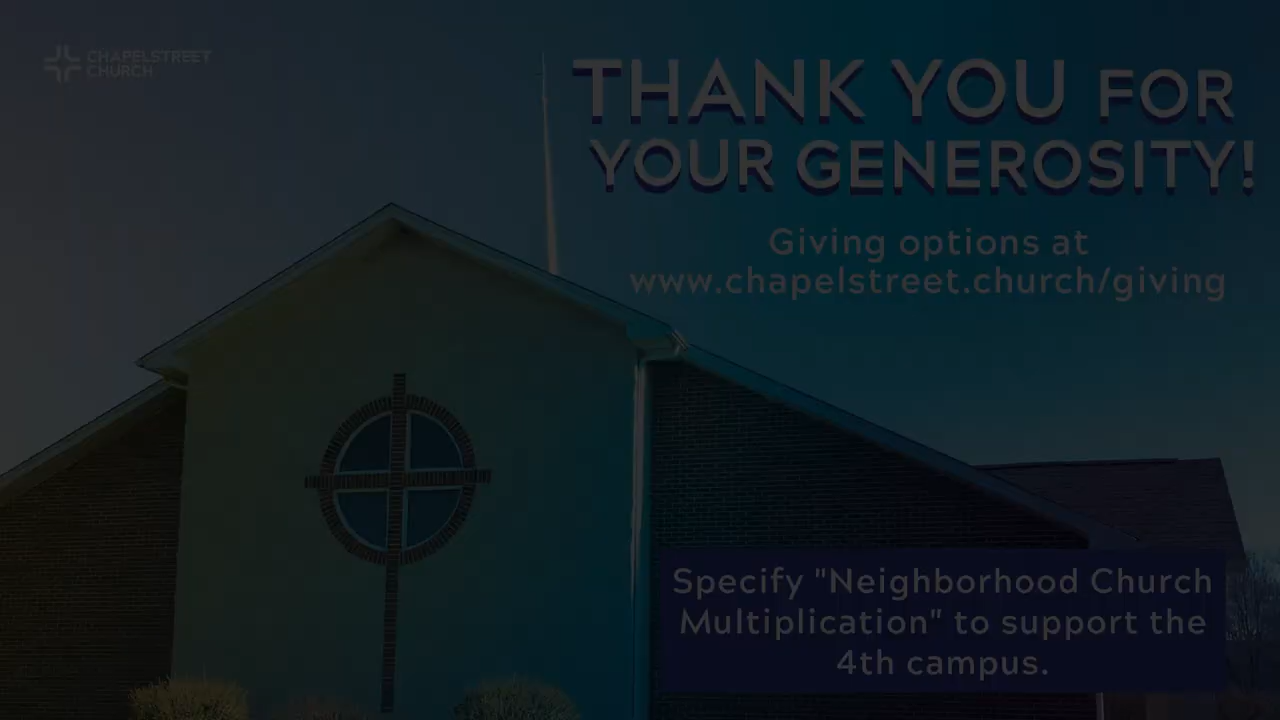 CHAPELSTREET
CHURCH
THANK YOU FOR
YOUR GENEROSITY!
Giving options at
www.chapelstreet.church/giving
Specify "Neighborhood Church
Multiplication" to support the
4th campus.